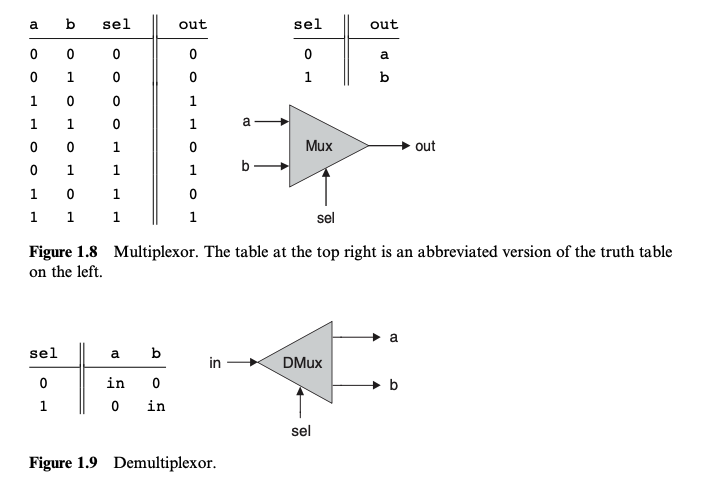 a b sel out
0 0 0 0
0 1 0 0
1 0 0 1
1 1 0 1
0 0 1 0
0 1 1 1
1 0 1 0
1 1 1 1
sel out
0 a
1 b
a
b
Mux
out
sel
Figure 1.8 Multiplexor. The table at the top right is an abbreviated version of the truth table
on the left.
sel a b
0 in 0
1 0 in
in
DMux
a
b
sel
Figure 1.9 Demultiplexor.